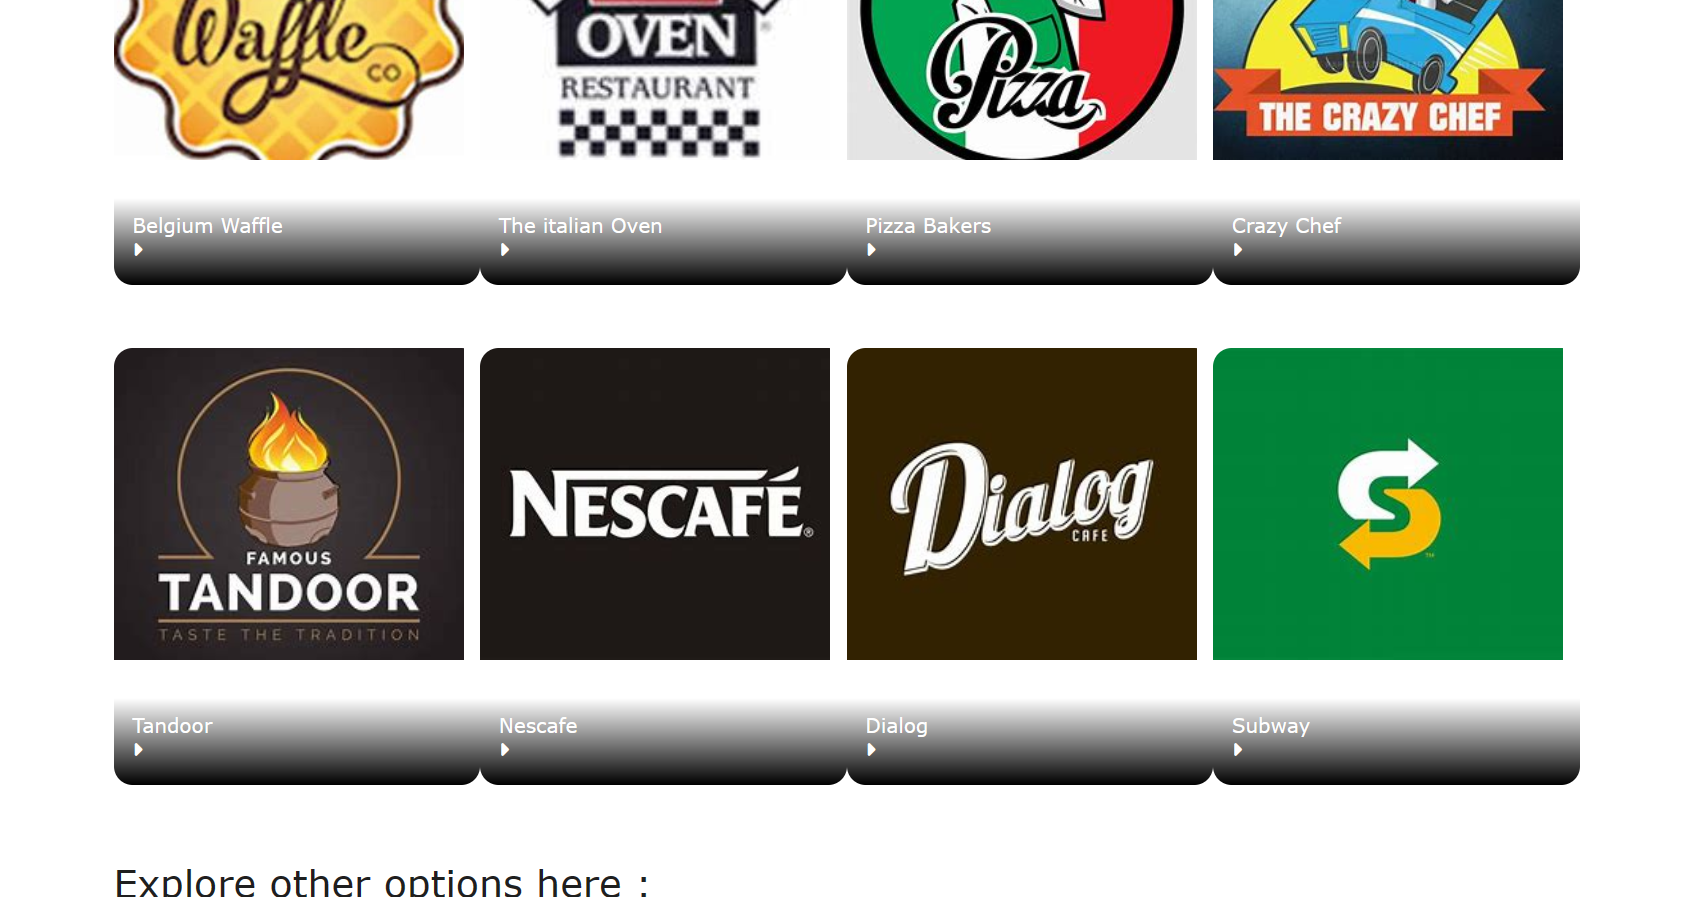 Waffle
CO
OVEN
®
RESTAURANT
Pizza
THE CRAZY CHEF
Belgium Waffle
The italian Oven
Pizza Bakers
Crazy Chef
FAMOUS
TANDOOR
TASTE THE TRADITION
NESCAFÉ®
Dialog
CAFE
TM
Tandoor
Nescafe
Dialog
Subway
Explore other options here :